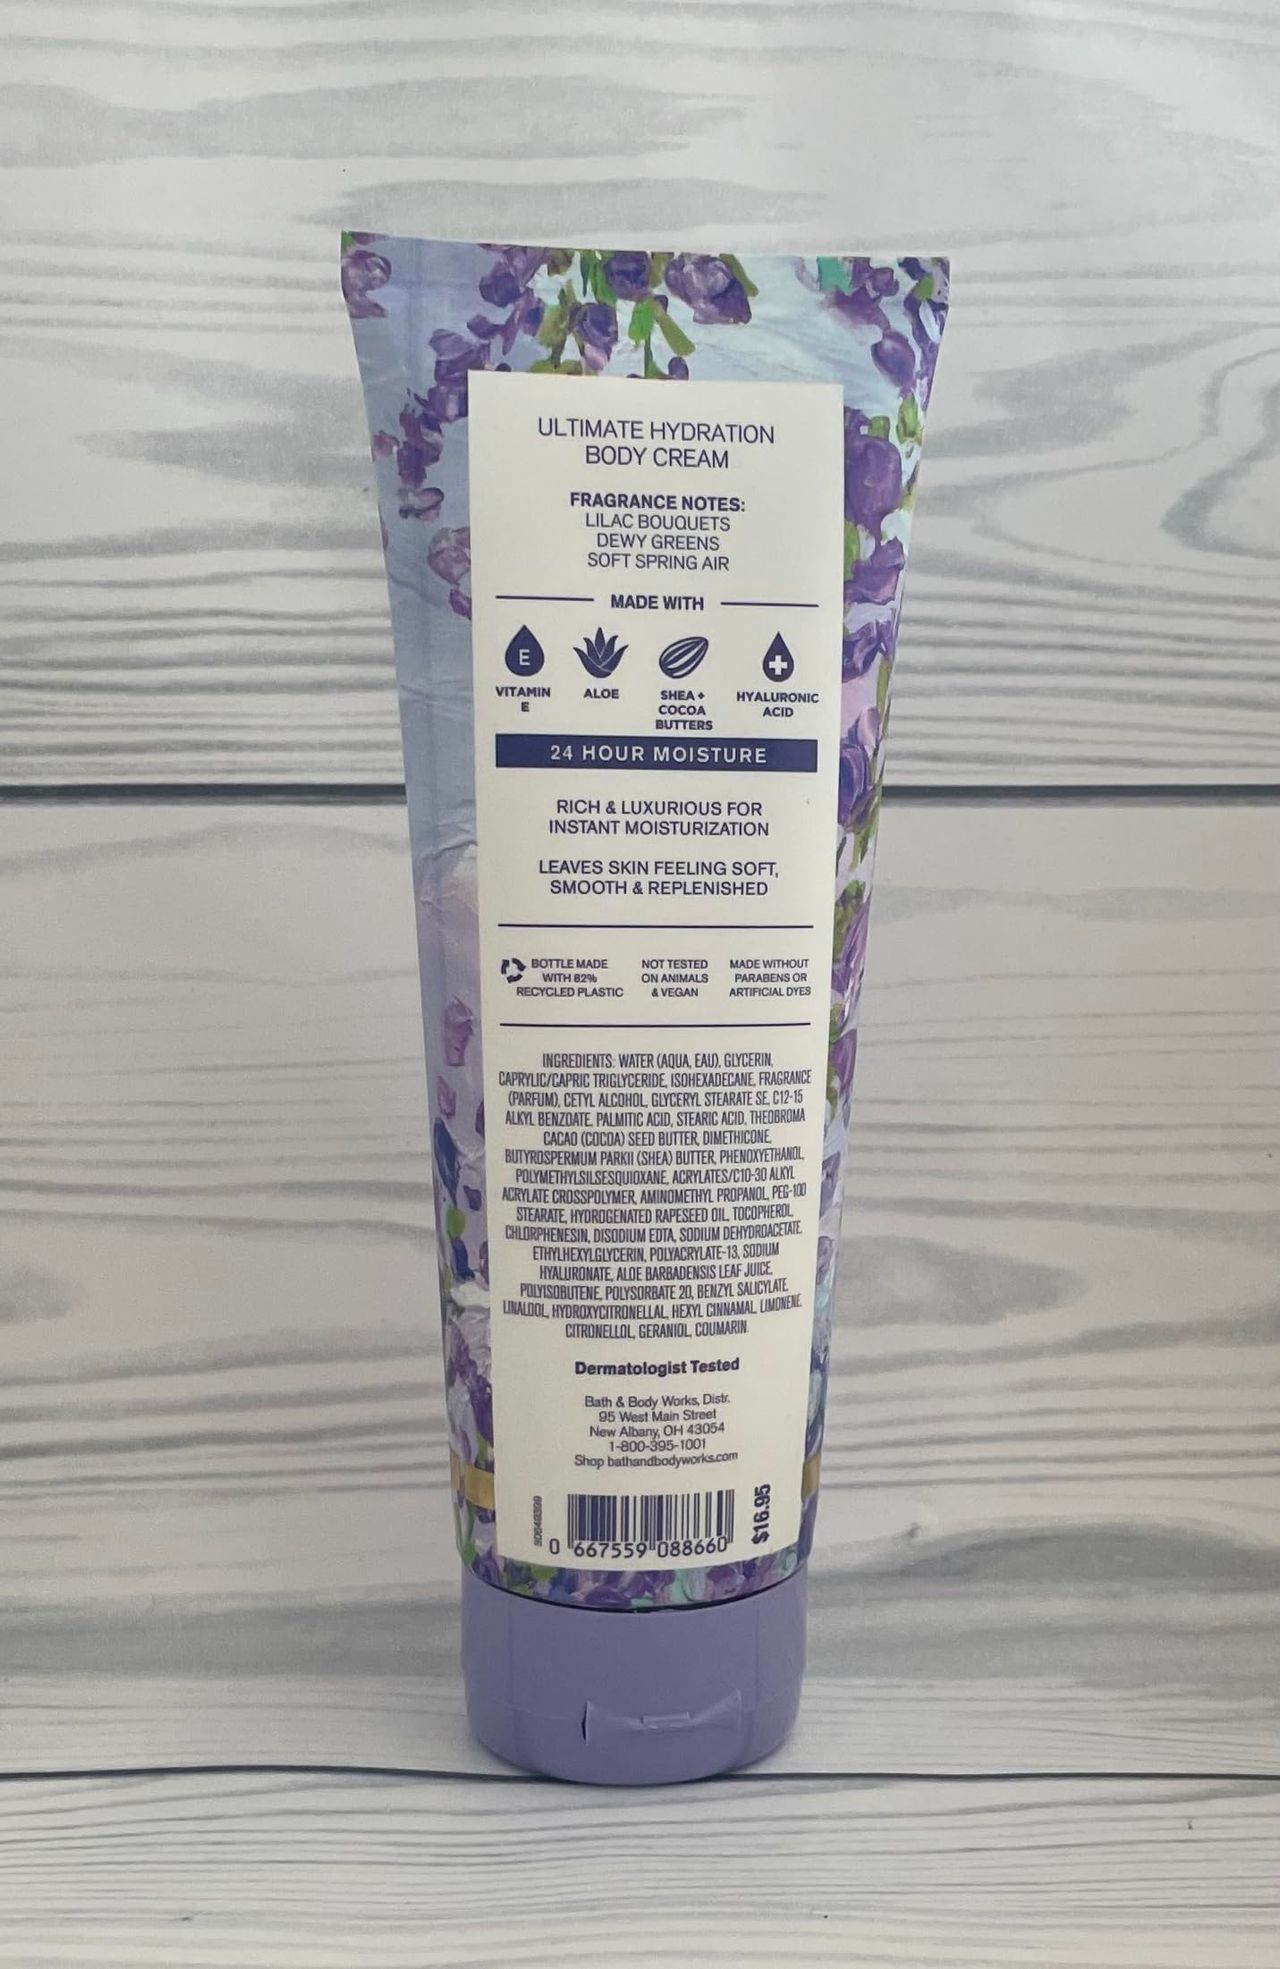 ULTIMATE HYDRATION
BODY CREAM
FRAGRANCE NOTES:
LILAC BOUQUETS
DEWY GREENS
SOFT SPRING AIR
MADE WITH
E
VITAMIN
E
ALOE
SHEA +
COCOA
BUTTERS
HYALURONIC
ACID
24 HOUR MOISTURE
RICH & LUXURIOUS FOR
INSTANT MOISTURIZATION
LEAVES SKIN FEELING SOFT,
SMOOTH & REPLENISHED
BOTTLE MADE
WITH 82%
RECYCLED PLASTIC
NOT TESTED
ON ANIMALS
& VEGAN
MADE WITHOUT
PARABENS OR
ARTIFICIAL DYES
INGREDIENTS: WATER (AQUA, EAU), GLYCERIN,
CAPRYLIC/CAPRIC TRIGLYCERIDE, ISOHEXADECANE, FRAGRANCE
(PARFUM), CETYL ALCOHOL, GLYCERYL STEARATE SE, C12-15
ALKYL BENZOATE, PALMITIC ACID, STEARIC ACID, THEOBROMA
CACAO (COCOA) SEED BUTTER, DIMETHICONE,
BUTYROSPERMUM PARKII (SHEA) BUTTER, PHENOXYETHANOL,
POLYMETHYLSILSESQUIOXANE, ACRYLATES/C10-30 ALKYL
ACRYLATE CROSSPOLYMER, AMINOMETHYL PROPANOL, PEG-100
STEARATE, HYDROGENATED RAPESEED OIL, TOCOPHEROL,
CHLORPHENESIN, DISODIUM EDTA, SODIUM DEHYDROACETATE,
ETHYLHEXYLGLYCERIN, POLYACRYLATE-13, SODIUM
HYALURONATE, ALOE BARBADENSIS LEAF JUICE,
POLYISOBUTENE, POLYSORBATE 20, BENZYL SALICYLATE,
LINALOOL, HYDROXYCITRONELLAL, HEXYL CINNAMAL, LIMONENE,
CITRONELLOL, GERANIOL, COUMARIN.
Dermatologist Tested
Bath & Body Works, Distr.
95 West Main Street
New Albany, OH 43054
1-800-395-1001
Shop bathandbodyworks.com
0 667559 088660
$16.95